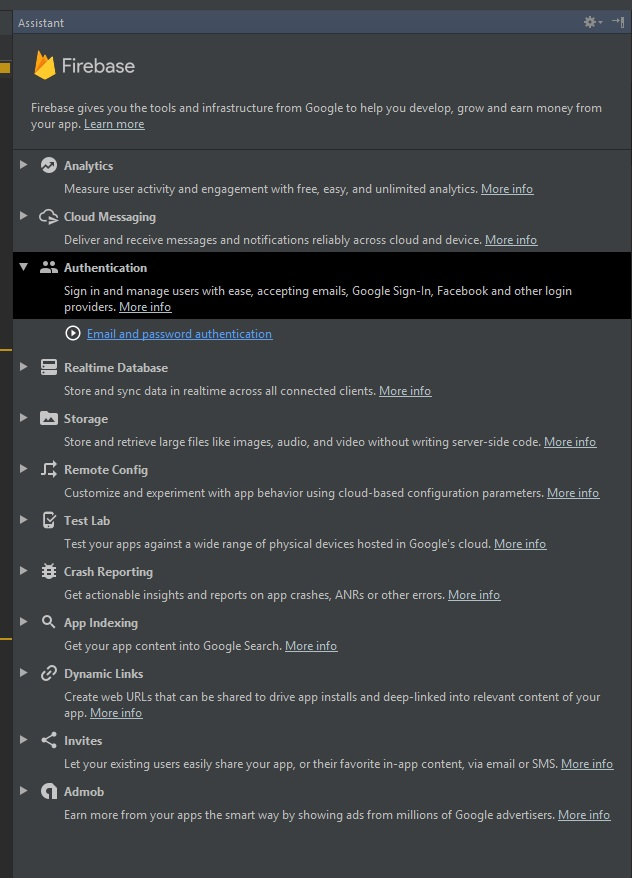 Assistant
Firebase
Firebase gives you the tools and infrastructure from Google to help you develop, grow and earn money from
your app. Learn more
Analytics
Measure user activity and engagement with free, easy, and unlimited analytics. More info
Cloud Messaging
Deliver and receive messages and notifications reliably across cloud and device. More info
Authentication
Sign in and manage users with ease, accepting emails, Google Sign-In, Facebook and other login
providers. More info
Email and password authentication
Realtime Database
Store and sync data in realtime across all connected clients. More info
Storage
Store and retrieve large files like images, audio, and video without writing server-side code. More info
Remote Config
Customize and experiment with app behavior using cloud-based configuration parameters. More info
Test Lab
Test your apps against a wide range of physical devices hosted in Google's cloud. More info
Crash Reporting
Get actionable insights and reports on app crashes, ANRs or other errors. More info
App Indexing
Get your app content into Google Search. More info
Dynamic Links
Create web URLs that can be shared to drive app installs and deep-linked into relevant content of your
app. More info
Invites
Let your existing users easily share your app, or their favorite in-app content, via email or SMS. More info
Admob
Earn more from your apps the smart way by showing ads from millions of Google advertisers. More info